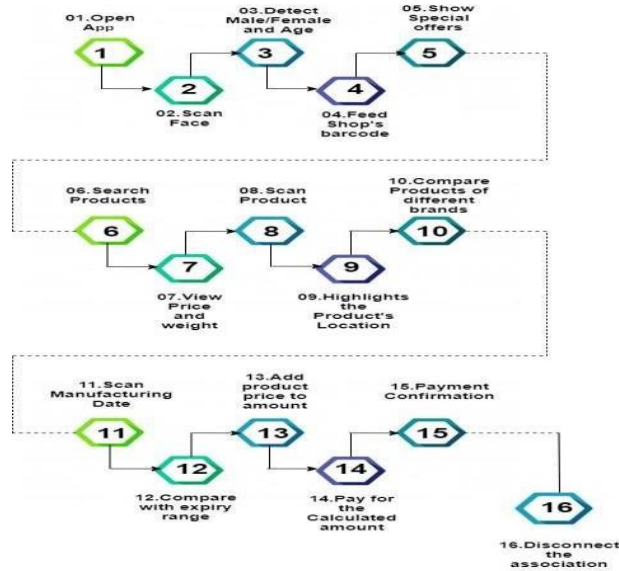 01.Open
App
1
02.Scan
Face
2
03.Detect
Male/Female
and Age
3
04.Feed
Shop's
barcode
4
05.Show
Special
offers
5
06.Search
Products
6
07.View
Price
and
weight
7
08.Scan
Product
8
09.Highlights
the
Product's
Location
9
10.Compare
Products of
different
brands
10
11.Scan
Manufacturing
Date
11
12.Compare
with expiry
range
12
13.Add
product
price to
amount
13
14.Pay for
the
Calculated
amount
14
15.Payment
Confirmation
15
16.Disconnect
the
association
16